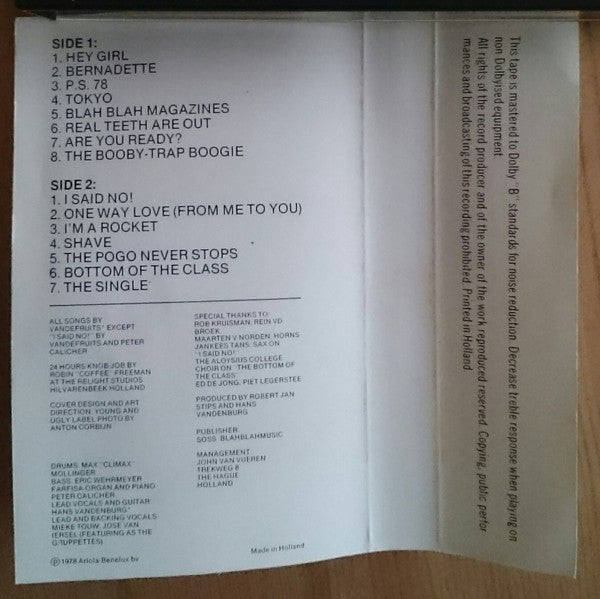 SIDE 1:
1. HEY GIRL
2. BERNADETTE
3. P.S. 78
4. TOKYO
5. BLAH BLAH MAGAZINES
6. REAL TEETH ARE OUT
7. ARE YOU READY?
8. THE BOOBY-TRAP BOOGIE
SIDE 2:
1. I SAID NO!
2. ONE WAY LOVE (FROM ME TO YOU)
3. I'M A ROCKET
4. SHAVE
5. THE POGO NEVER STOPS
6. BOTTOM OF THE CLASS
7. THE SINGLE
ALL SONGS BY
VANDEFRUITS* EXCEPT
"I SAID NO!" BY
VANDEFRUITS AND PETER
CALICHER
24 HOURS KNOB JOB BY
ROBIN "COFFEE" FREEMAN
AT THE RELIGHT STUDIOS
HILVARENBEEK HOLLAND
COVER DESIGN AND ART
DIRECTION: YOUNG AND
UGLY LABEL PHOTO BY
ANTON CORBIJN
DRUMS: MAX "CLIMAX"
MOLLINGER
BASS: ERIC WEHRMEYER
FARFISA ORGAN AND PIANO
PETER CALICHER
LEAD VOCALS AND GUITAR
HANS VANDENBURG*
LEAD AND BACKING VOCALS
MIEKE TOUW, JOSE VAN
IERSEL (FEATURING AS THE
GRUPPETTES)
℗ 1978 Ariola Benelux bv
SPECIAL THANKS TO:
ROB KRUISMAN, REIN VD
BROEK
MAARTEN V NORDEN: HORNS
JANKEES TANS: SAX ON
"I SAID NO!
THE ALOYSIUS COLLEGE
CHOIR ON "THE BOTTOM OF
THE CLASS"
ED DE JONG, PIET LEGERSTEE
PRODUCED BY ROBERT JAN
STIPS AND HANS
VANDENBURG
PUBLISHER
SOSS BLAHBLAHMUSIC
MANAGEMENT
JOHN VAN VUEREN
TREKWEG 8
THE HAGUE
HOLLAND
Made in Holland
This tape is mastered to Dolby "B" standards for noise reduction. Decrease treble response when playing on
non Dolbyised equipment
All rights of the record producer and of the owner of the work reproduced reserved. Copying, public perfor
mances and broadcasting of this recording prohibited. Printed in Holland